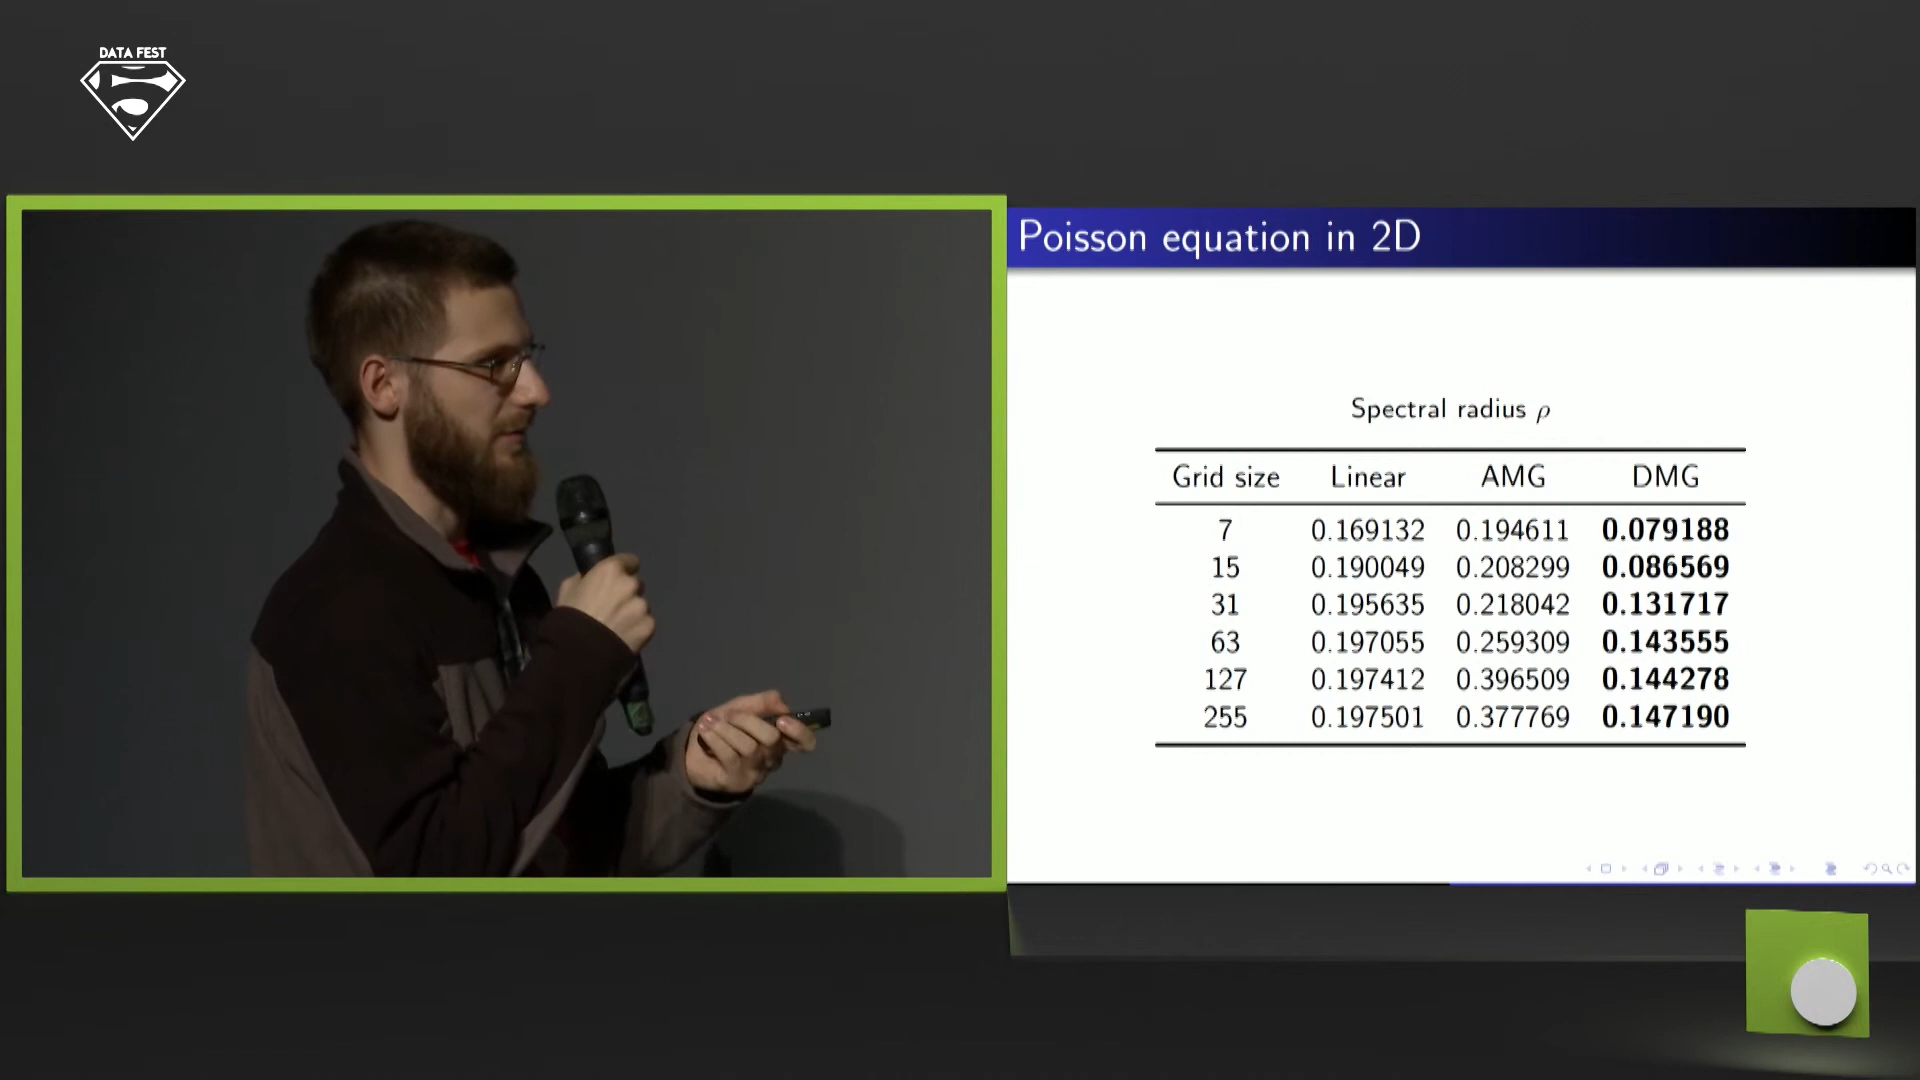 DATA FEST
Poisson equation in 2D
Spectral radius ρ
Grid size Linear AMG DMG
7 0.169132 0.194611 0.079188
15 0.190049 0.208299 0.086569
31 0.195635 0.218042 0.131717
63 0.197055 0.259309 0.143555
127 0.197412 0.396509 0.144278
255 0.197501 0.377769 0.147190